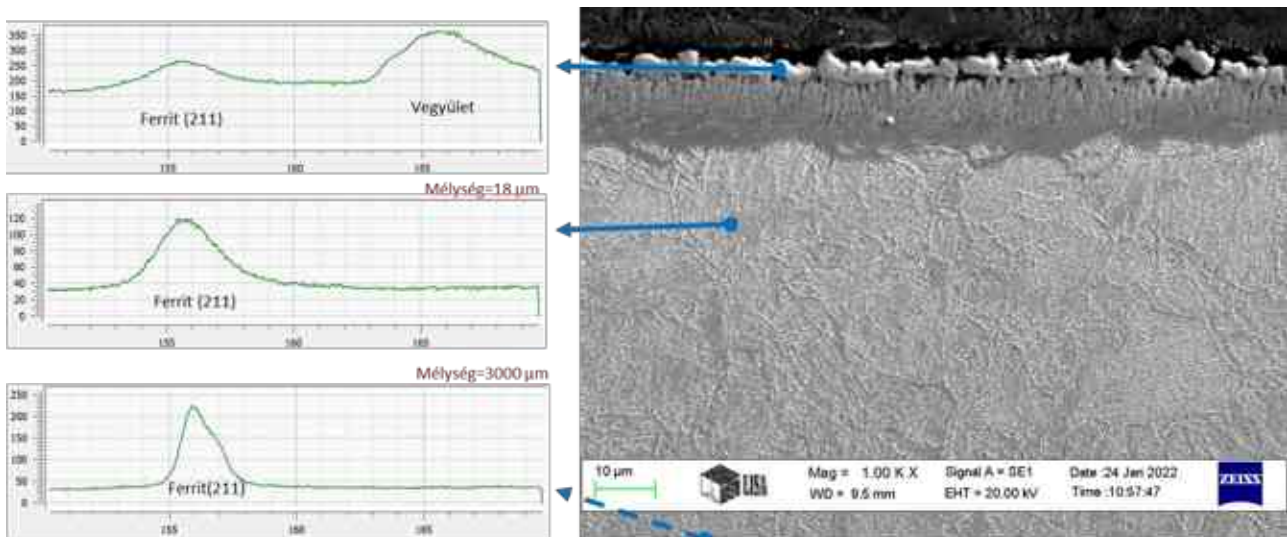 350
300
250
200
150
100
50
0
Ferrit (211)
Vegyület
155
160
165
Mélység=18 µm
120
100
80
60
40
20
0
Ferrit (211)
155
160
165
Mélység=3000 µm
250
200
150
100
50
0
Ferrit(211)
155
160
165
10 µm
Mag = 1.00 K X
WD = 9.5 mm
Signal A = SE1
EHT = 20.00 kV
Date :24 Jan 2022
Time :10:57:47
ZEISS